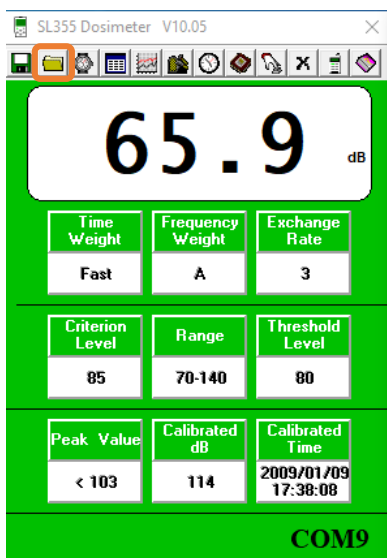 SL355 Dosimeter V10.05
65.9 dB
Time Weight
Frequency Weight
Exchange Rate
Fast
A
3
Criterion Level
Range
Threshold Level
85
70-140
80
Peak Value
Calibrated dB
Calibrated Time
< 103
114
2009/01/09
17:38:08
COM9